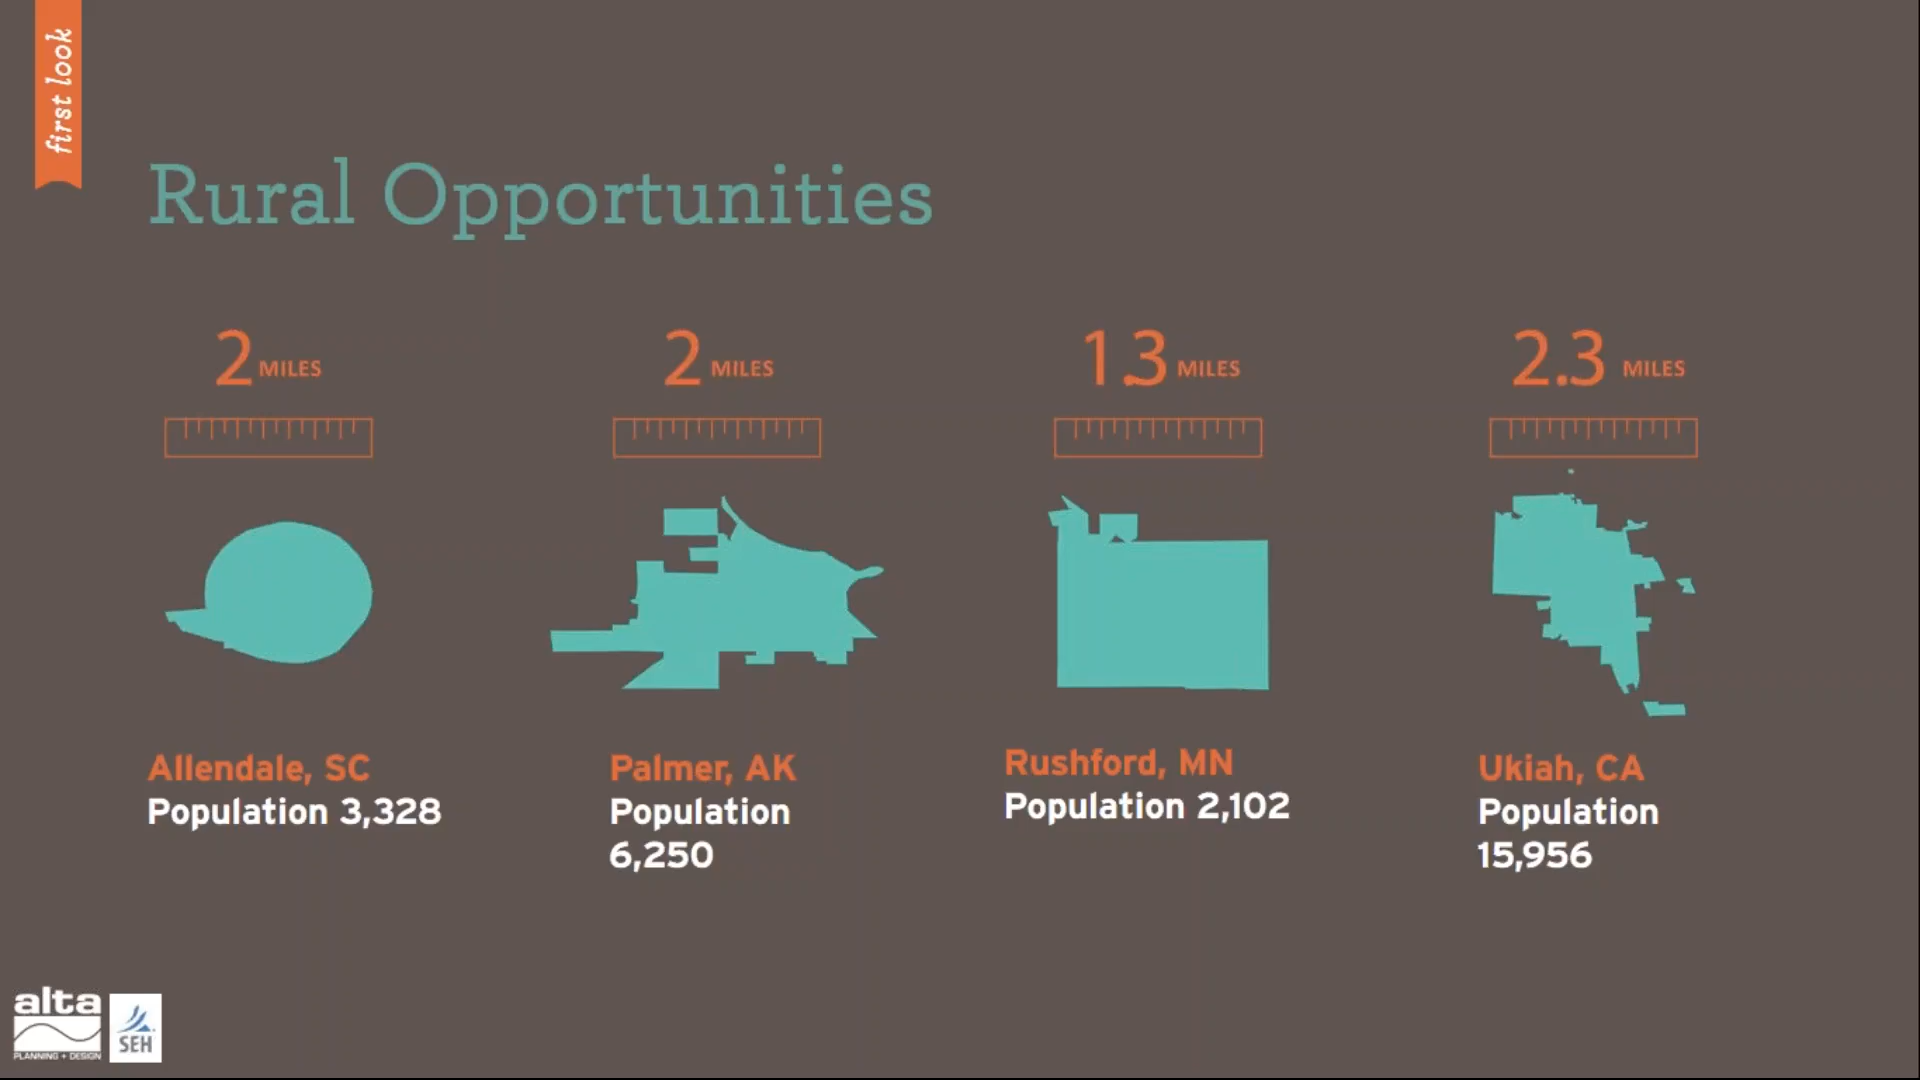 first look
Rural Opportunities
2 MILES
2 MILES
1.3 MILES
2.3 MILES
Allendale, SC
Population 3,328
Palmer, AK
Population
6,250
Rushford, MN
Population 2,102
Ukiah, CA
Population
15,956
alta
PLANNING + DESIGN
SEH